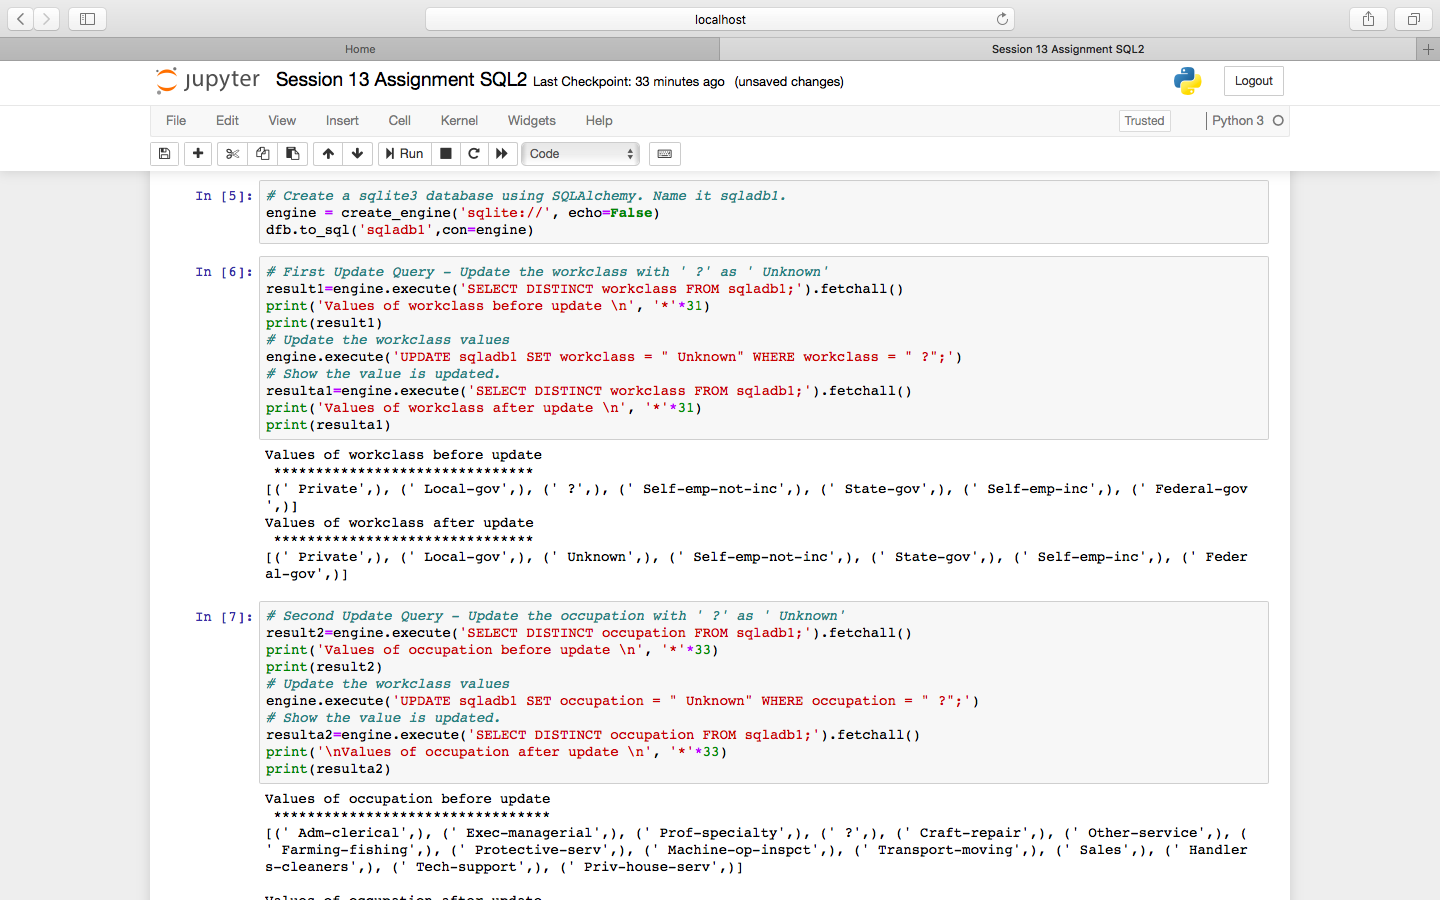 localhost
Home
Session 13 Assignment SQL2
jupyter Session 13 Assignment SQL2 Last Checkpoint: 33 minutes ago (unsaved changes)
Logout
File Edit View Insert Cell Kernel Widgets Help
Trusted
Python 3
Run
Code
In [5]: # Create a sqlite3 database using SQLAlchemy. Name it sqladb1.
engine = create_engine('sqlite://', echo=False)
dfb.to_sql('sqladb1',con=engine)
In [6]: # First Update Query - Update the workclass with ' ?' as ' Unknown'
result1=engine.execute('SELECT DISTINCT workclass FROM sqladb1;').fetchall()
print('Values of workclass before update \n', '*'*31)
print(result1)
# Update the workclass values
engine.execute('UPDATE sqladb1 SET workclass = " Unknown" WHERE workclass = " ?";')
# Show the value is updated.
resulta1=engine.execute('SELECT DISTINCT workclass FROM sqladb1;').fetchall()
print('Values of workclass after update \n', '*'*31)
print(resulta1)
Values of workclass before update
*******************************
[(' Private',), (' Local-gov',), (' ?',), (' Self-emp-not-inc',), (' State-gov',), (' Self-emp-inc',), (' Federal-gov
',)]
Values of workclass after update
*******************************
[(' Private',), (' Local-gov',), (' Unknown',), (' Self-emp-not-inc',), (' State-gov',), (' Self-emp-inc',), (' Feder
al-gov',)]
In [7]: # Second Update Query - Update the occupation with ' ?' as ' Unknown'
result2=engine.execute('SELECT DISTINCT occupation FROM sqladb1;').fetchall()
print('Values of occupation before update \n', '*'*33)
print(result2)
# Update the workclass values
engine.execute('UPDATE sqladb1 SET occupation = " Unknown" WHERE occupation = " ?";')
# Show the value is updated.
resulta2=engine.execute('SELECT DISTINCT occupation FROM sqladb1;').fetchall()
print('\nValues of occupation after update \n', '*'*33)
print(resulta2)
Values of occupation before update
*********************************
[(' Adm-clerical',), (' Exec-managerial',), (' Prof-specialty',), (' ?',), (' Craft-repair',), (' Other-service',), (
' Farming-fishing',), (' Protective-serv',), (' Machine-op-inspct',), (' Transport-moving',), (' Sales',), (' Handler
s-cleaners',), (' Tech-support',), (' Priv-house-serv',)]
Values of occupation after update